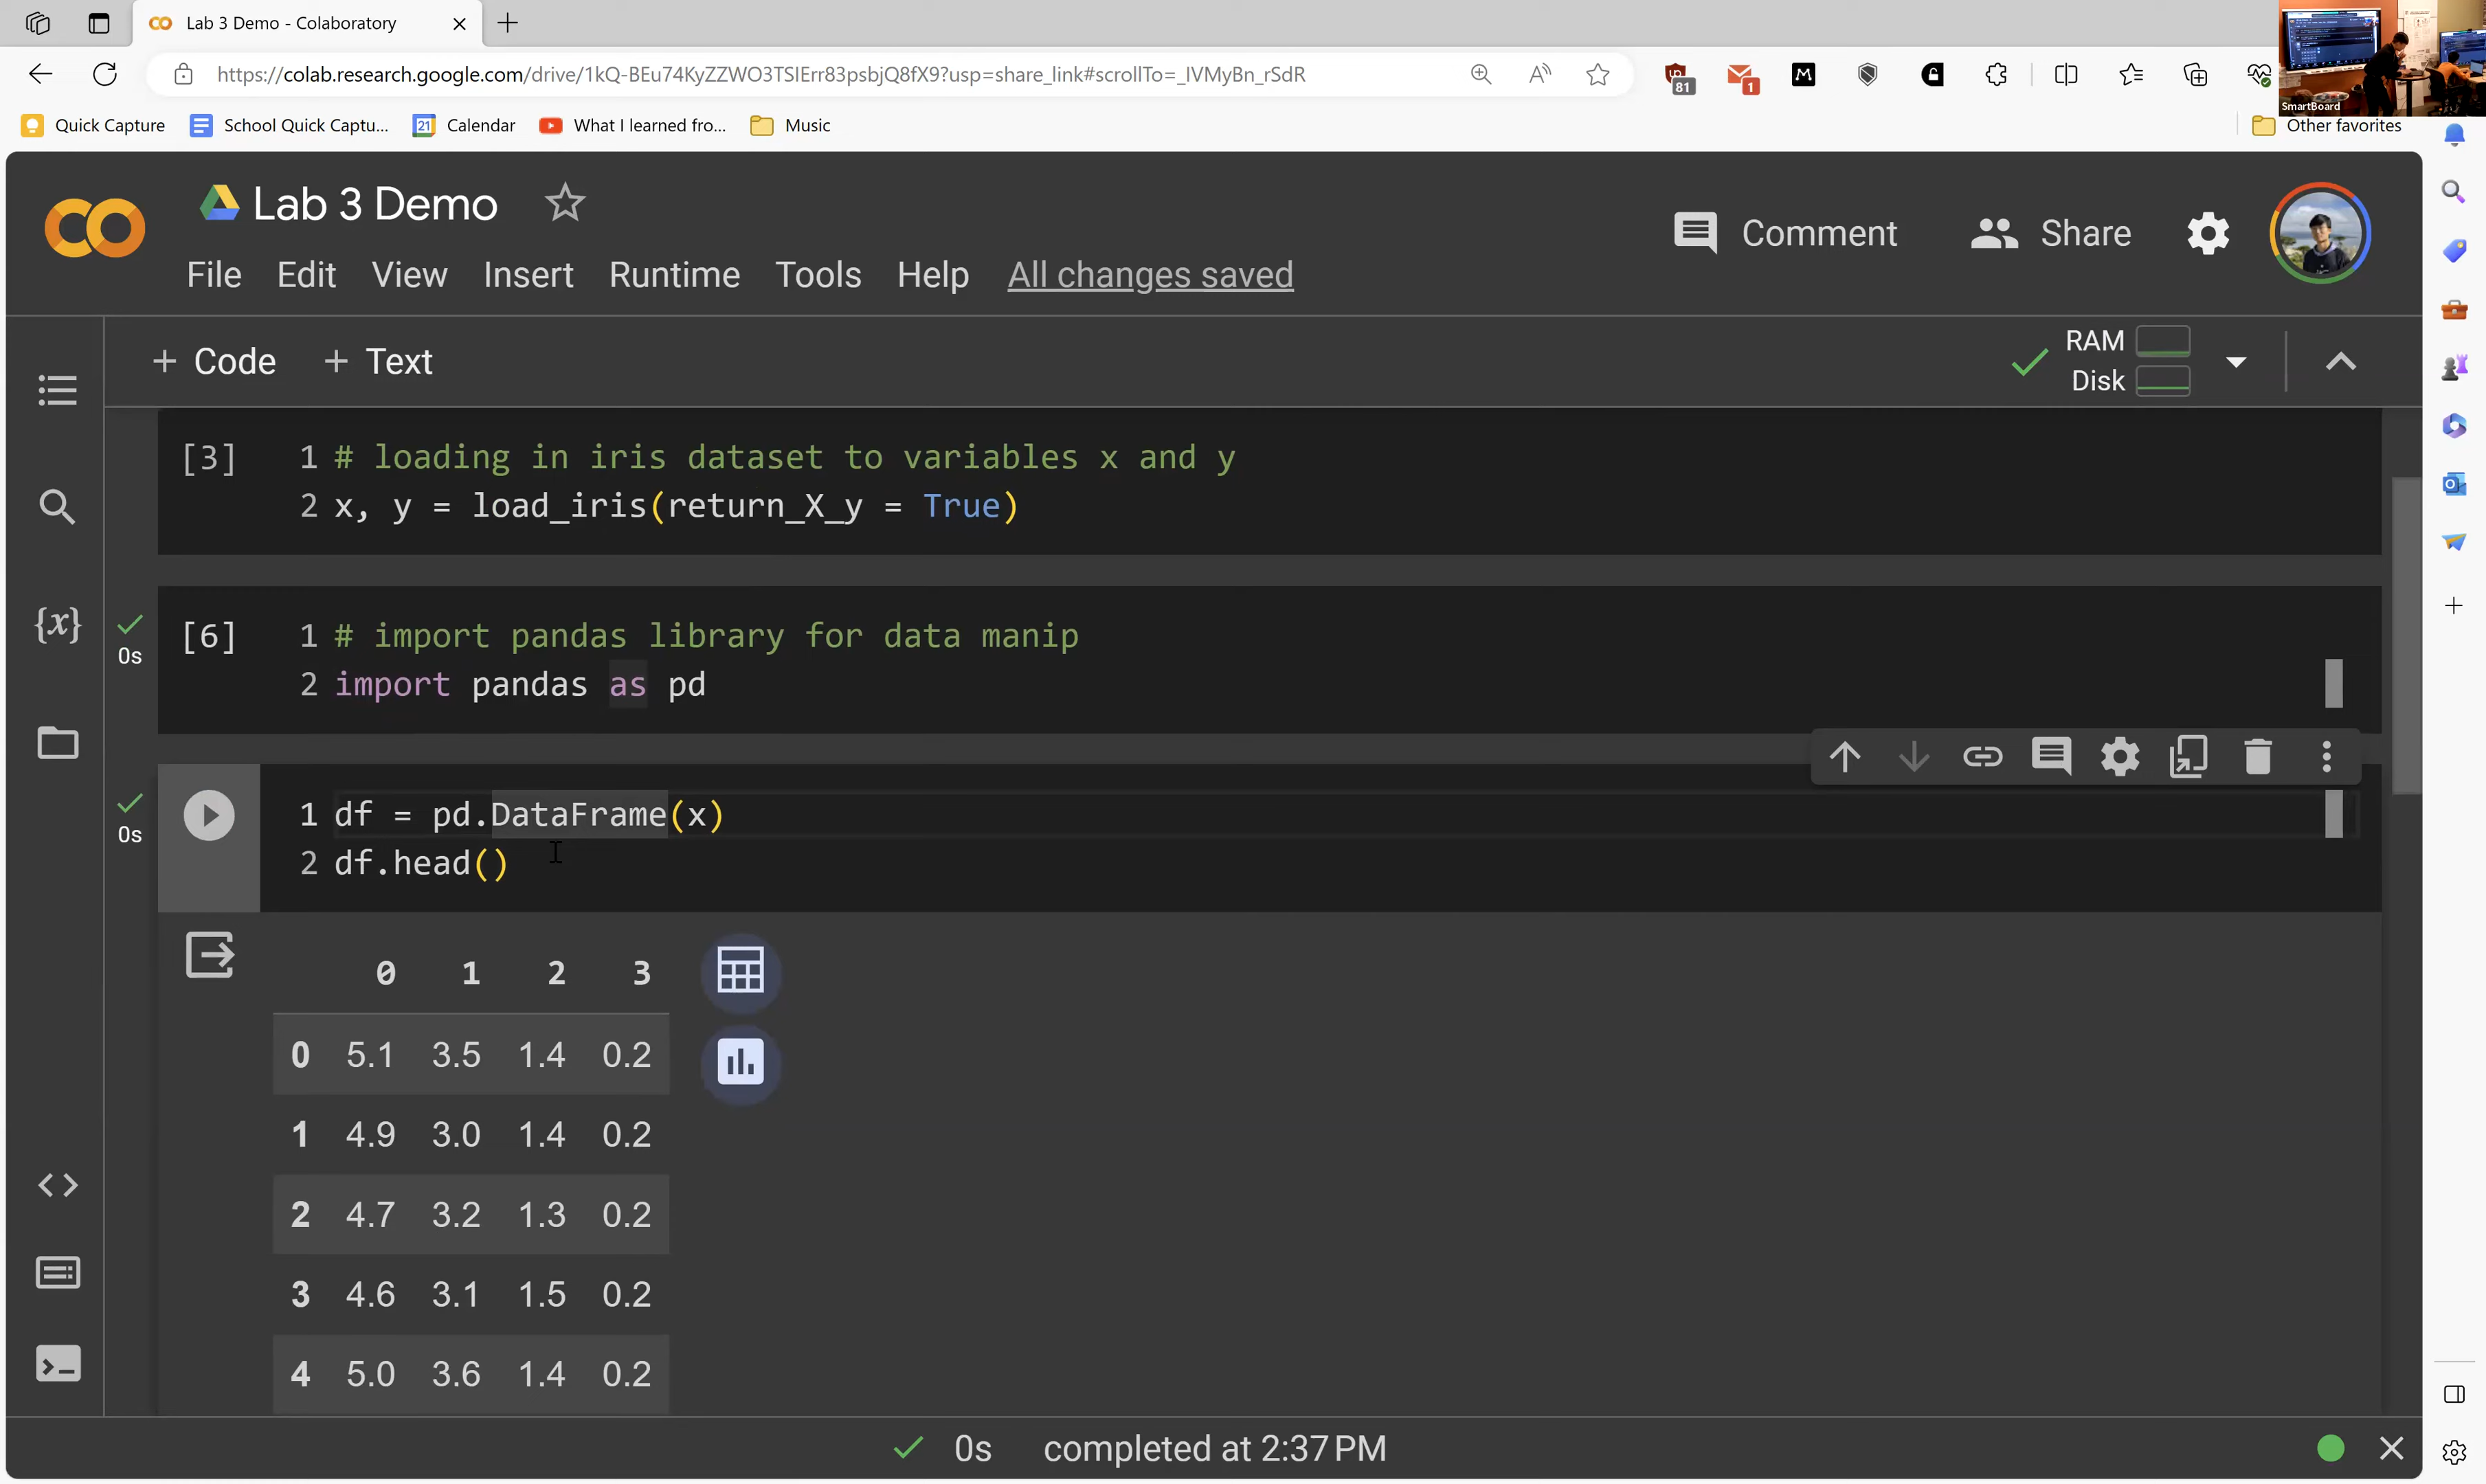 Lab 3 Demo - Colaboratory
https://colab.research.google.com/drive/1kQ-BEu74KyZZWO3TSIErr83psbjQ8fX9?usp=share_link#scrollTo=_lVMyBn_rSdR
81
1
SmartBoard
Quick Capture
School Quick Captu...
21
Calendar
What I learned fro...
Music
Other favorites
Lab 3 Demo
Comment
Share
File Edit View Insert Runtime Tools Help All changes saved
+ Code + Text
RAM
Disk
[3]
1 # loading in iris dataset to variables x and y
2 x, y = load_iris(return_X_y = True)
0s
[6]
1 # import pandas library for data manip
2 import pandas as pd
0s
1 df = pd.DataFrame(x)
2 df.head()
0 1 2 3
0 5.1 3.5 1.4 0.2
1 4.9 3.0 1.4 0.2
2 4.7 3.2 1.3 0.2
3 4.6 3.1 1.5 0.2
4 5.0 3.6 1.4 0.2
0s completed at 2:37 PM